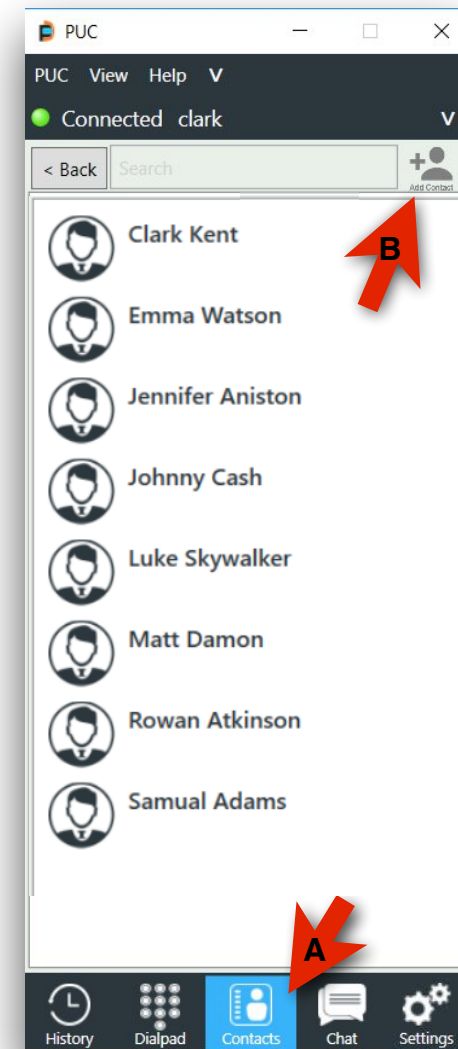 PUC
PUC View Help V
Connected clark V
< Back Search
Add Contact
B
Clark Kent
Emma Watson
Jennifer Aniston
Johnny Cash
Luke Skywalker
Matt Damon
Rowan Atkinson
Samual Adams
A
History Dialpad Contacts Chat Settings